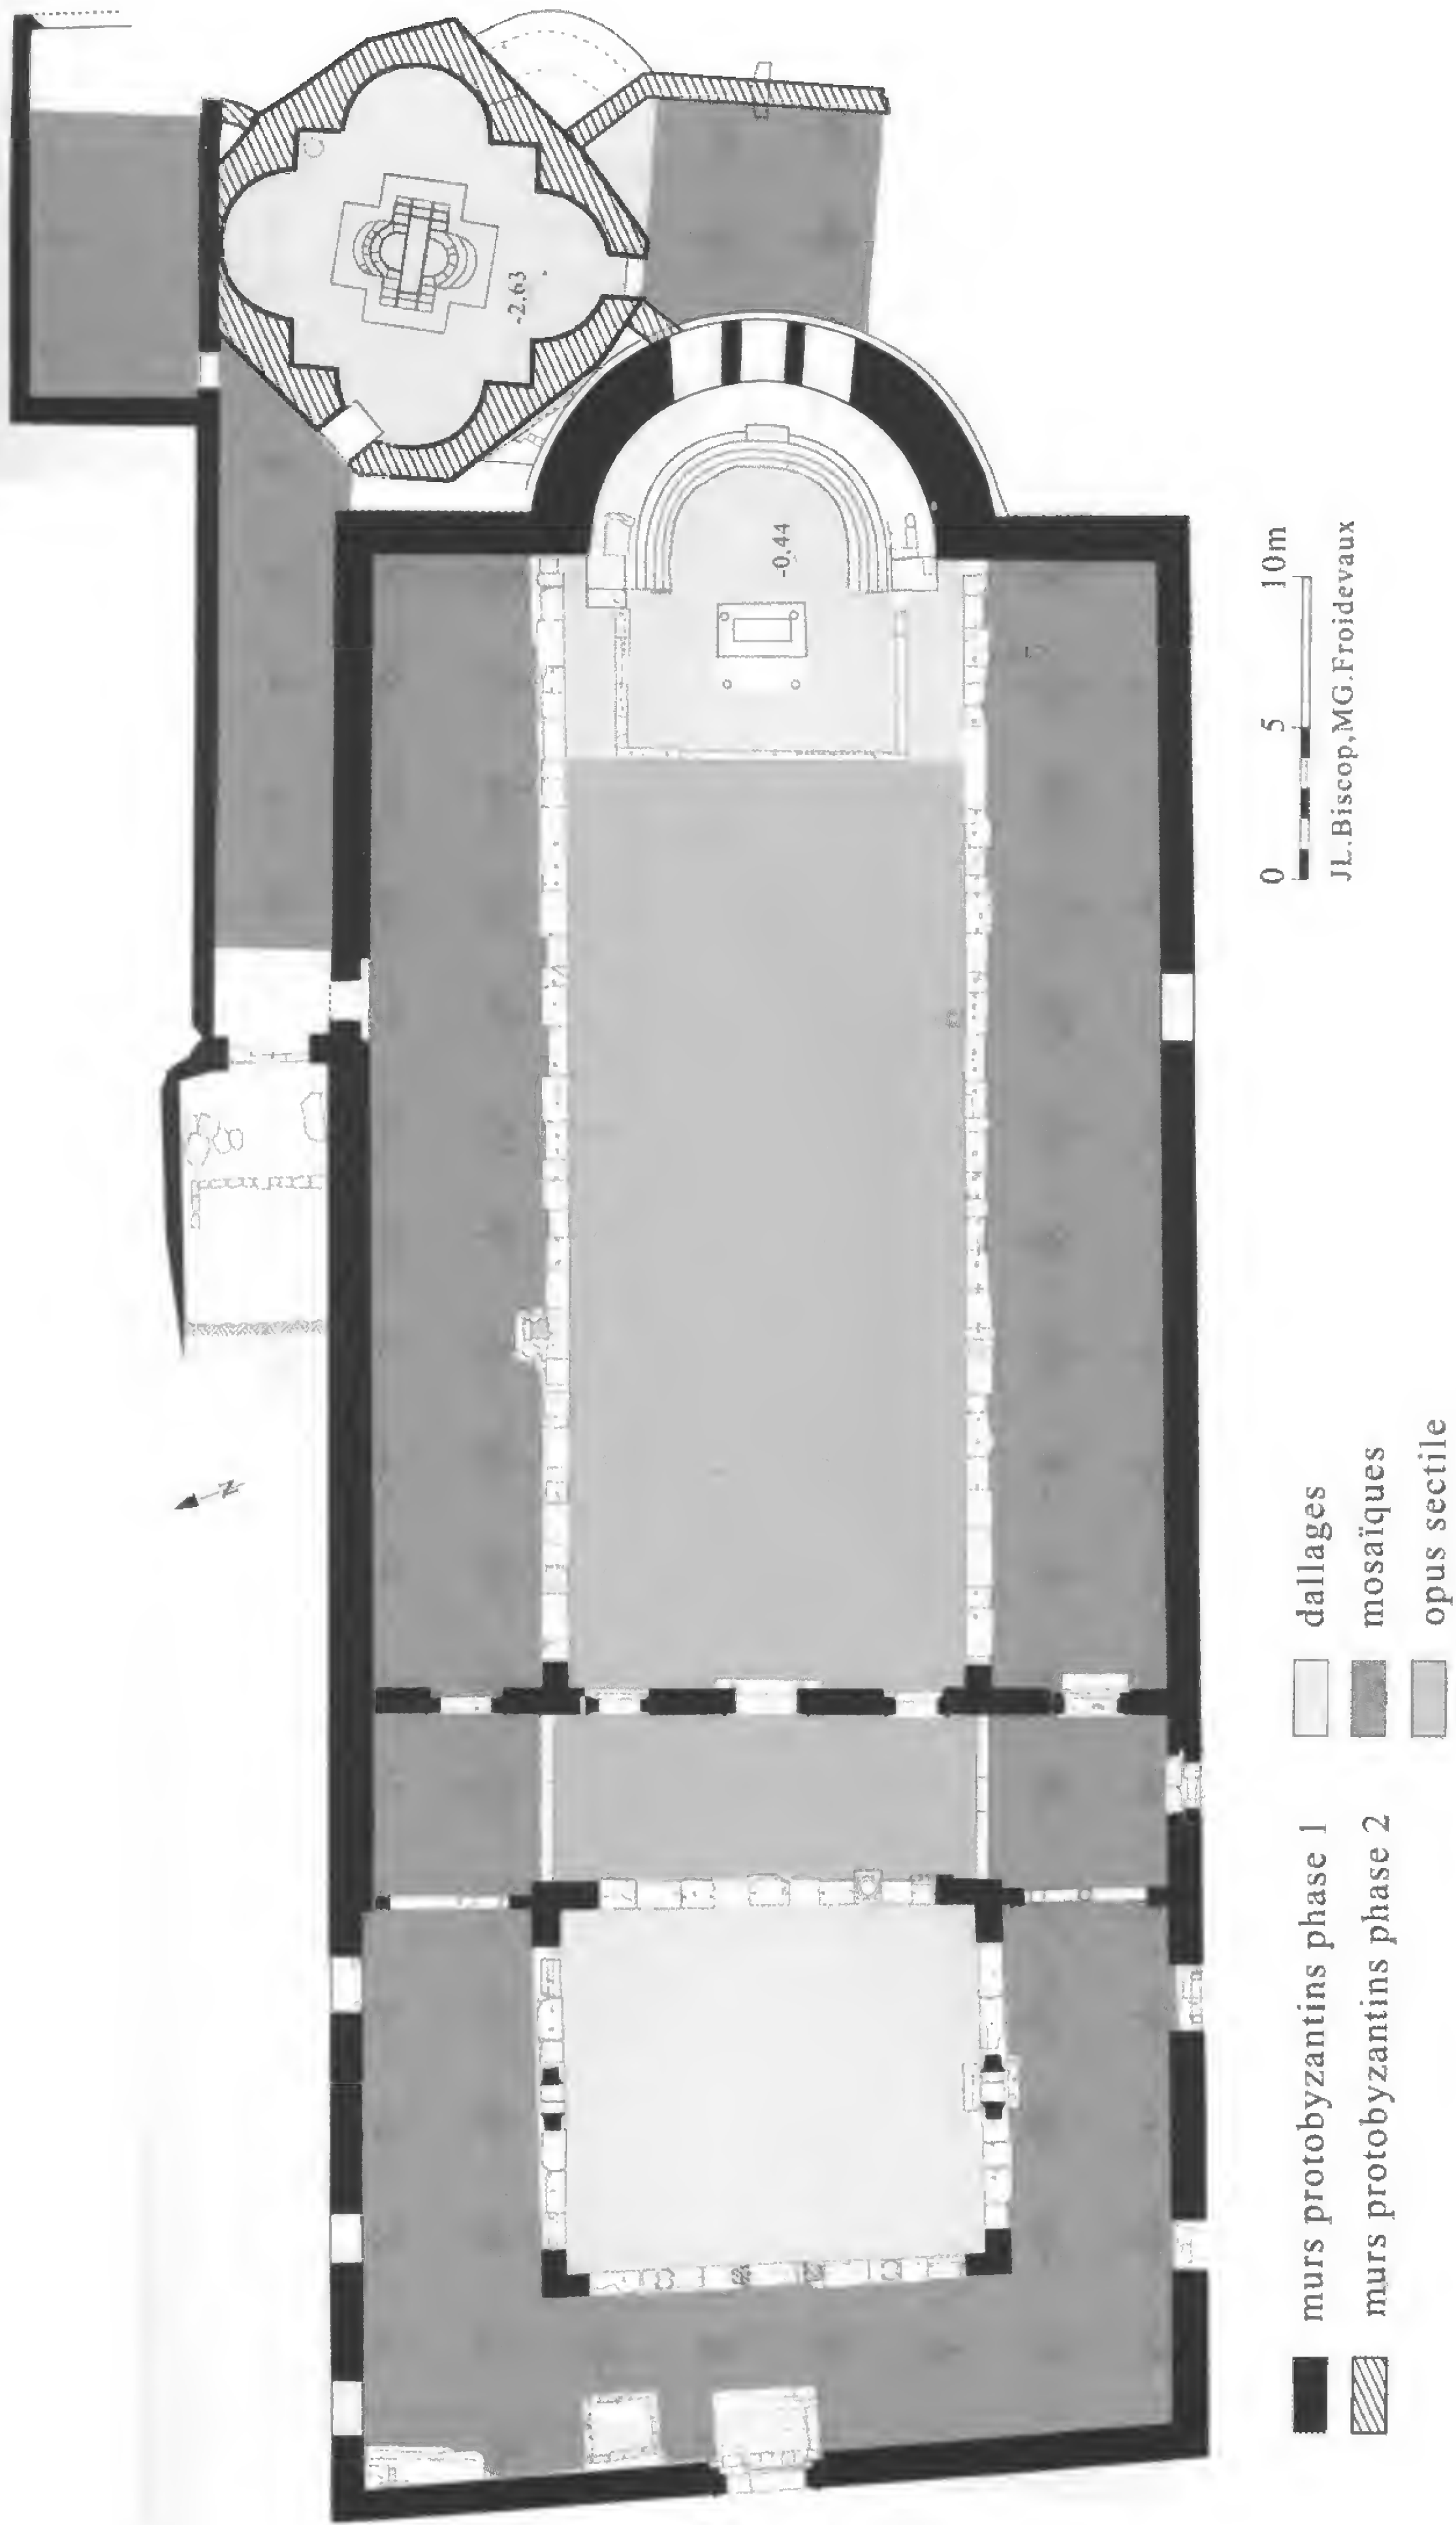 -2.63
-0.44
N
0 5 10m
JL.Biscop,MG.Froidevaux
murs protobyzantins phase 1
murs protobyzantins phase 2
dallages
mosaïques
opus sectile